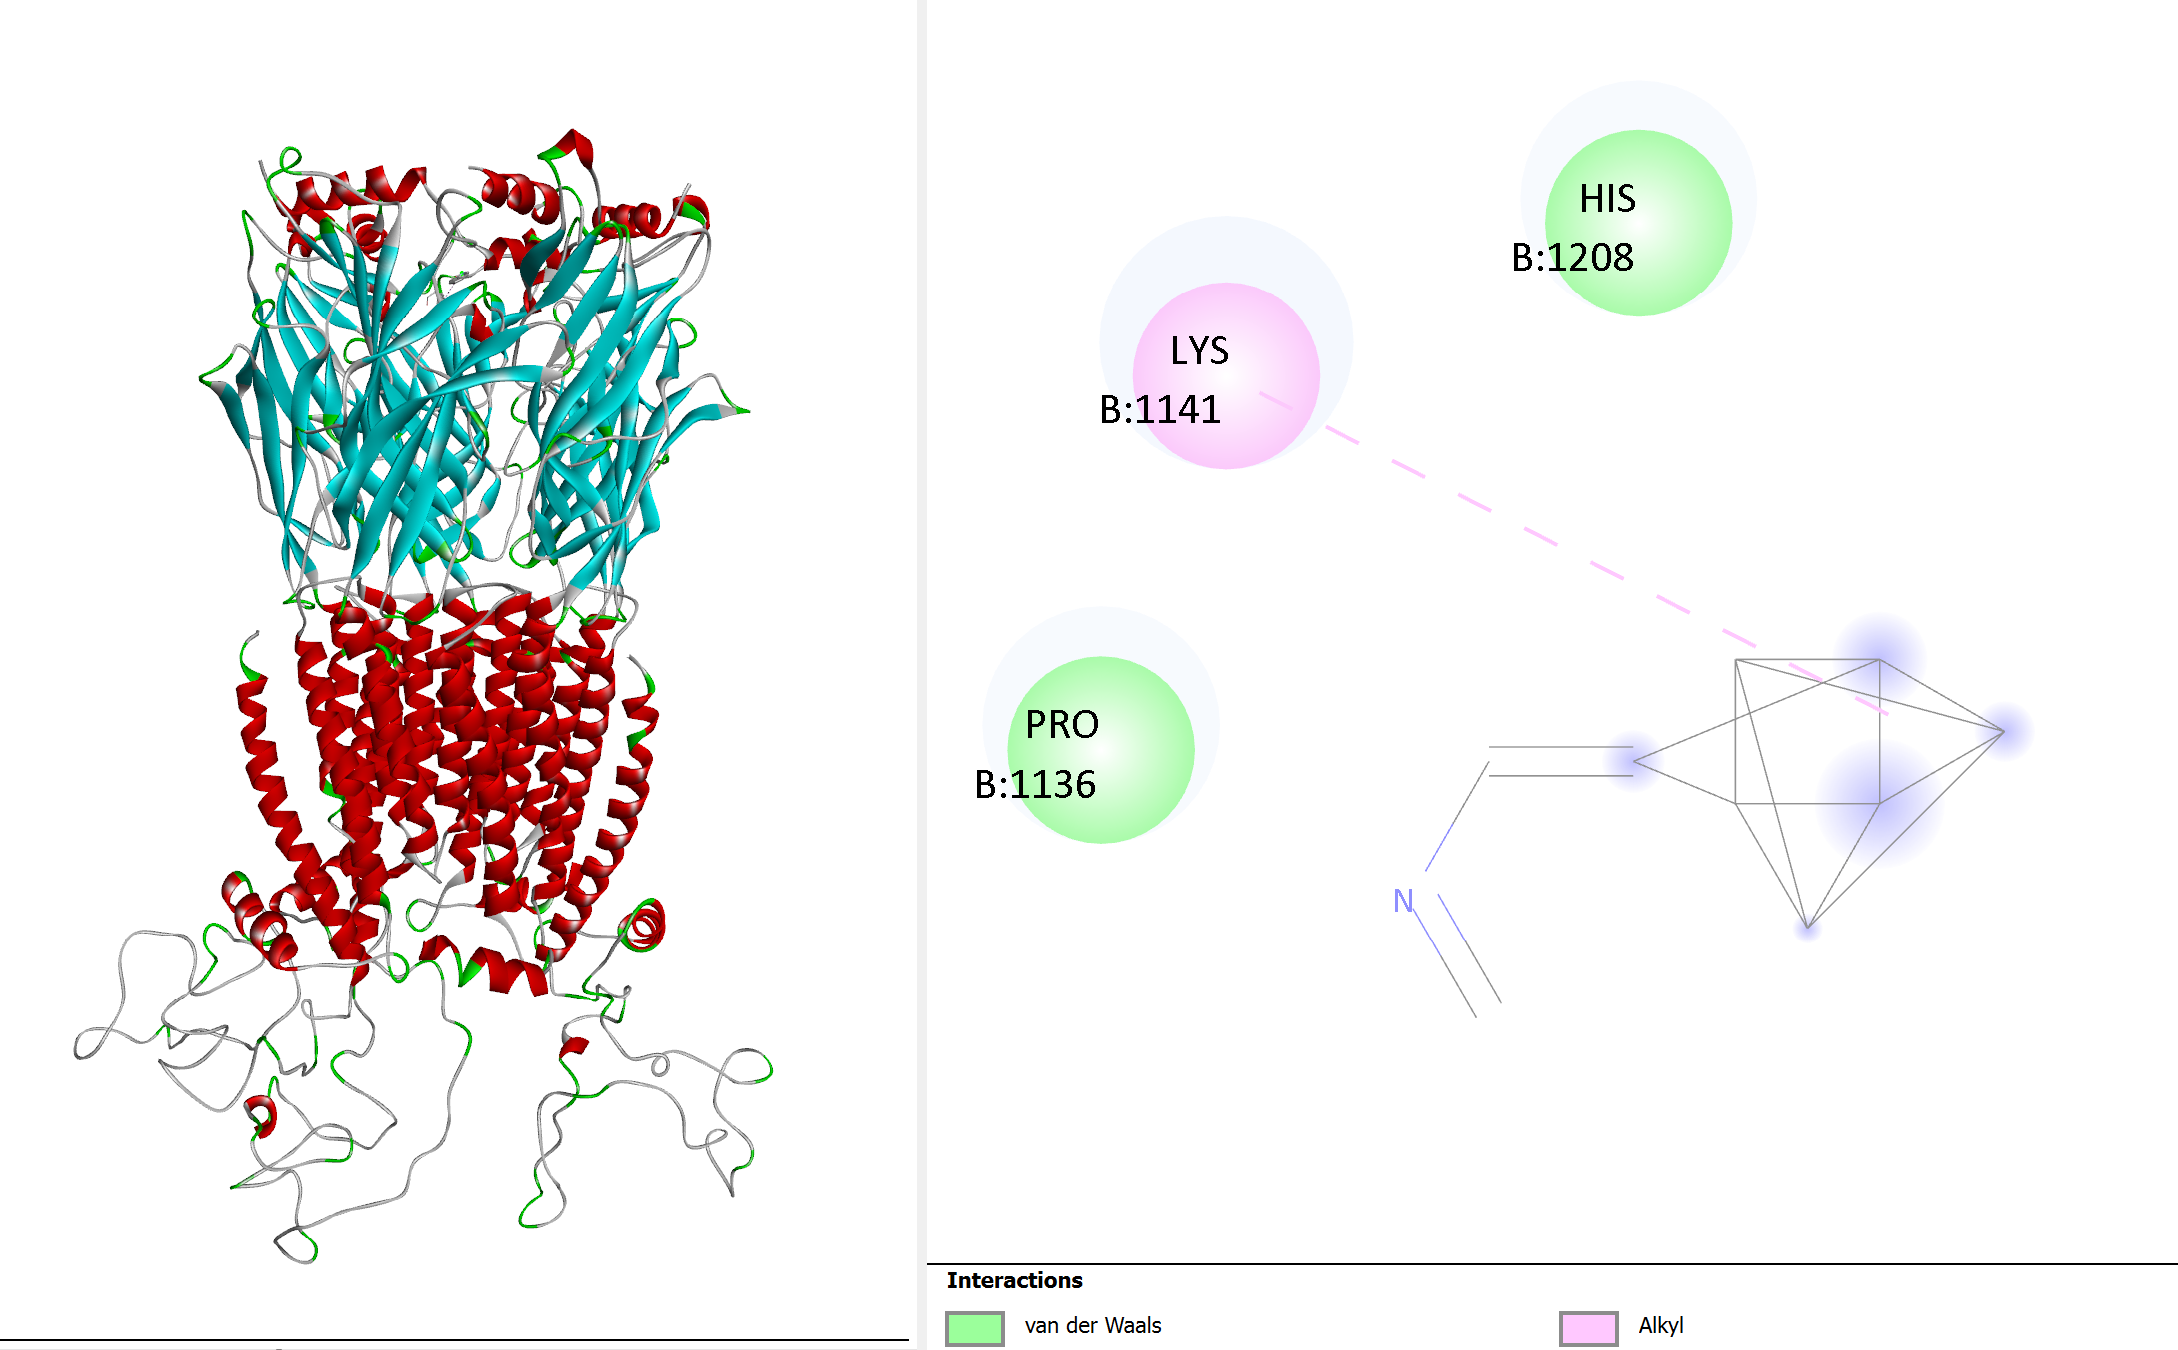 HIS
B:1208
LYS
B:1141
PRO
B:1136
N
Interactions
van der Waals
Alkyl